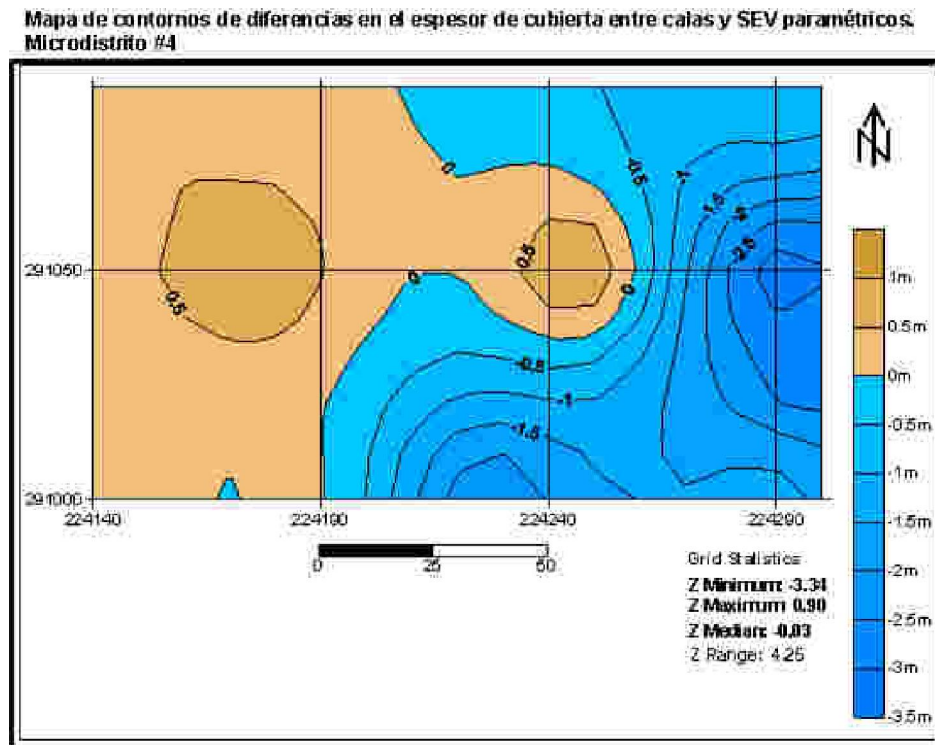 Mapa de contornos de diferencias en el espesor de cubierta entre calas y SEV paramétricos.
Microdistrito #4
N
0
0.5
-1
-1.5
-2
-2.5
0.5
291050
0
0
0.5
1m
0.5m
0m
-0.5
-0.5m
-1
-1m
-1.5
291000
-1.5m
224140
224190
224240
224290
0
25
50
-2m
-2.5m
-3m
-3.5m
Grid Statistics
Z Minimum: -3.34
Z Maximum: 0.90
Z Median: -0.03
Z Range: 4.25